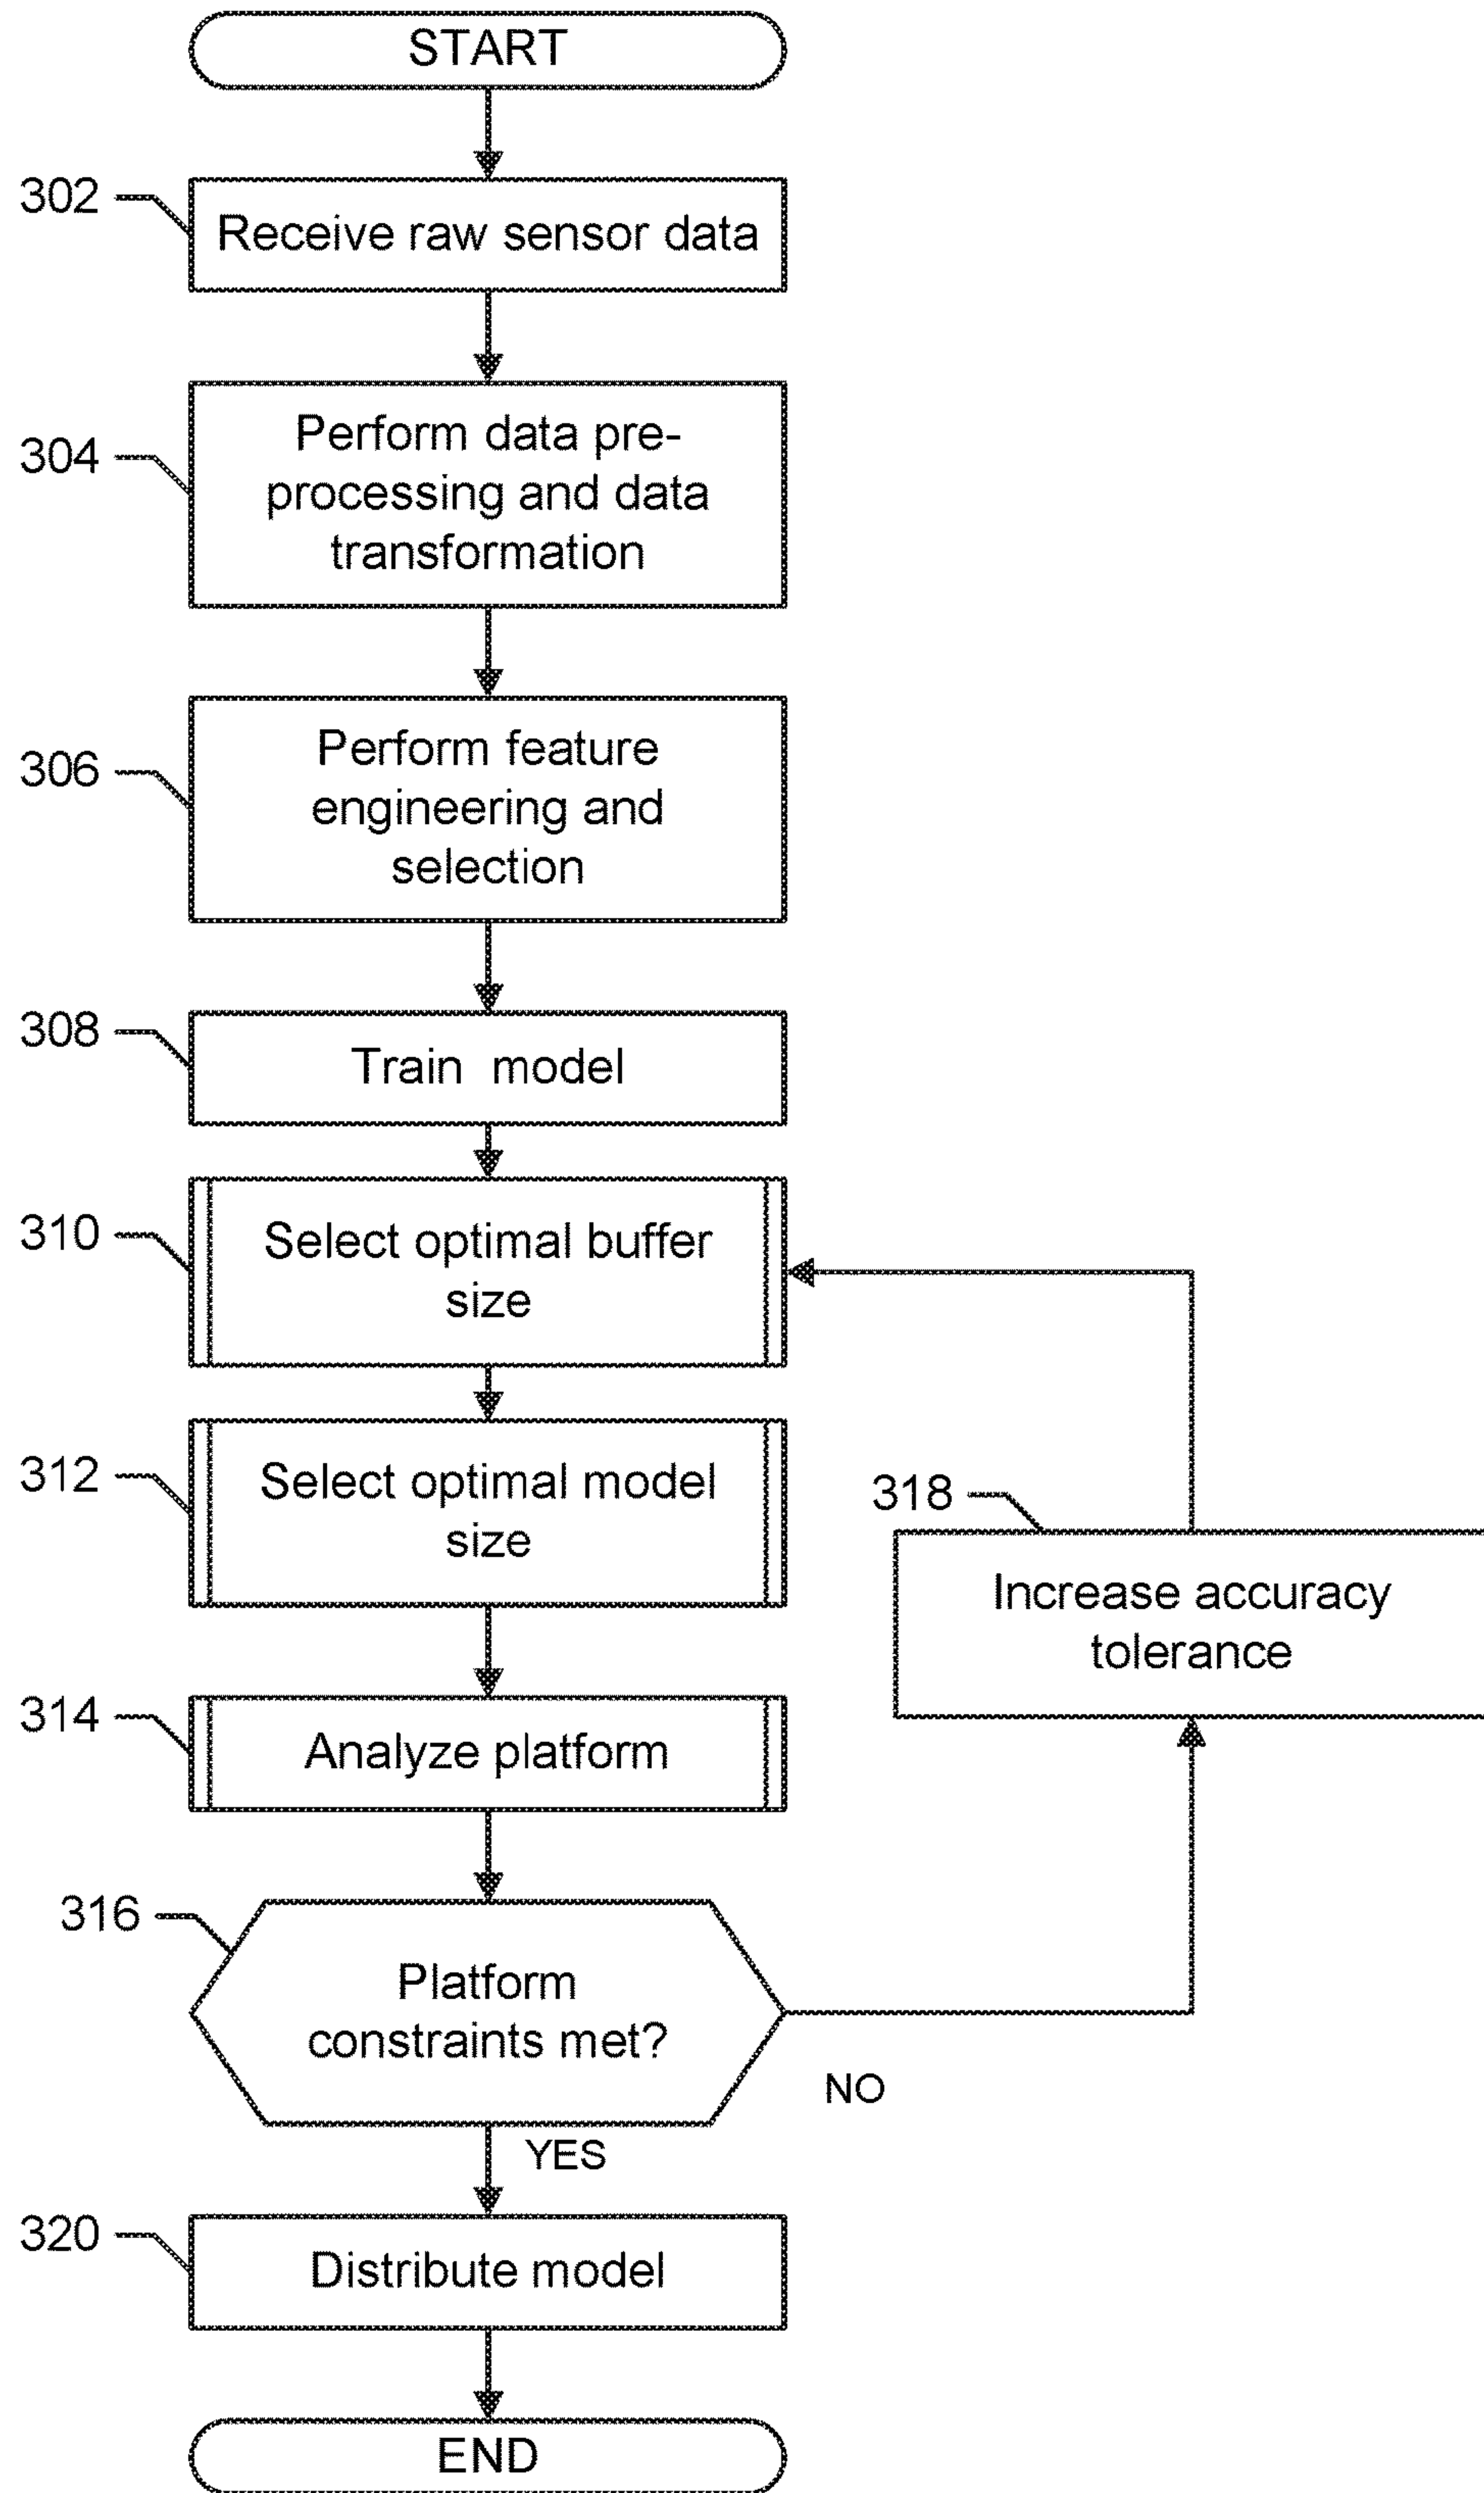 START
302
Receive raw sensor data
304
Perform data pre-
processing and data
transformation
306
Perform feature
engineering and
selection
308
Train model
310
Select optimal buffer
size
312
Select optimal model
size
318
Increase accuracy
tolerance
314
Analyze platform
316
Platform
constraints met?
NO
YES
320
Distribute model
END